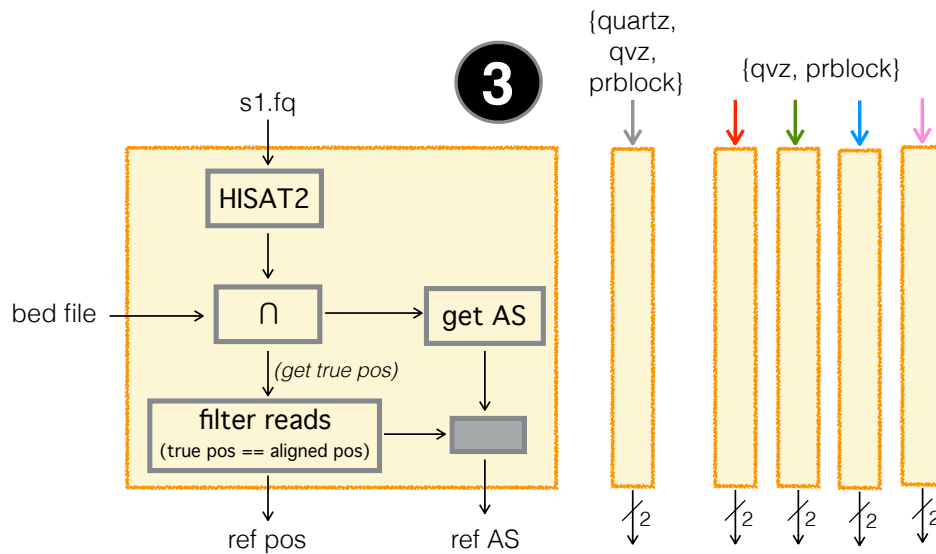 {quartz,
qvz,
prblock}
{qvz, prblock}
3
s1.fq
HISAT2
bed file
∩
get AS
(get true pos)
filter reads
(true pos == aligned pos)
ref pos
ref AS
2
2
2
2
2